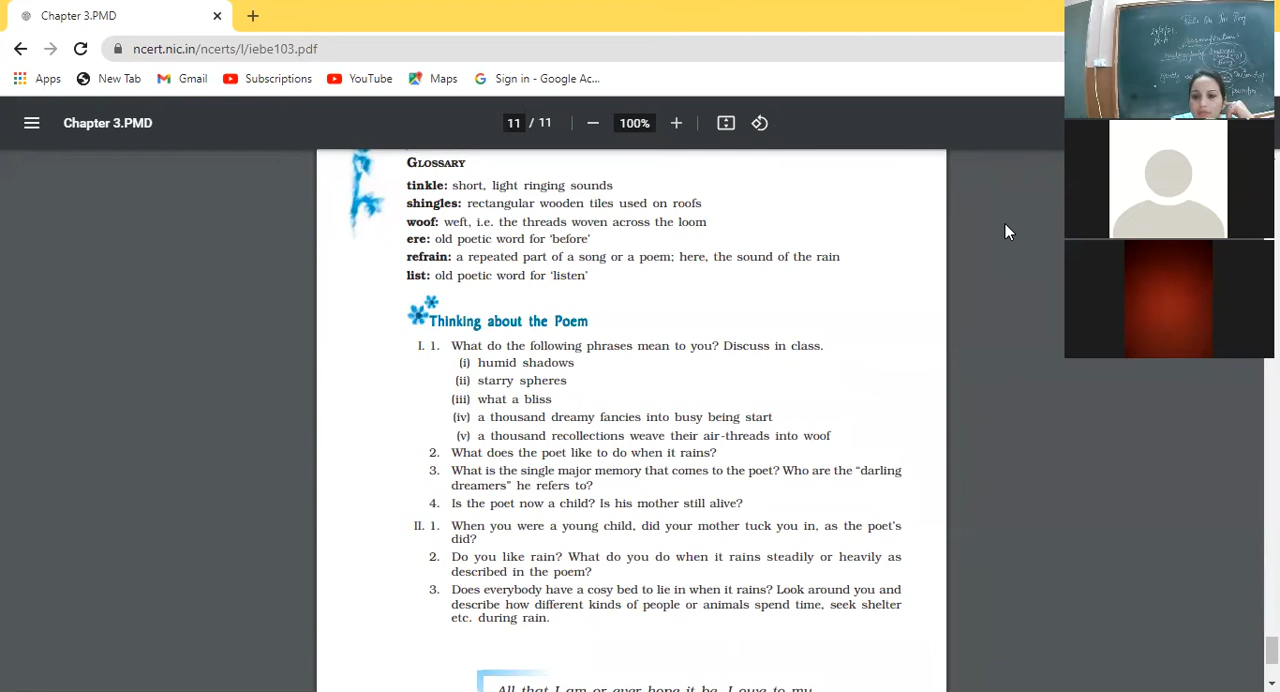 Chapter 3.PMD
ncert.nic.in/ncerts/l/iebe103.pdf
Apps New Tab Gmail Subscriptions YouTube Maps Sign in - Google Ac...
Chapter 3.PMD 11 / 11 100%
GLOSSARY
tinkle: short, light ringing sounds
shingles: rectangular wooden tiles used on roofs
woof: weft, i.e. the threads woven across the loom
ere: old poetic word for ‘before’
refrain: a repeated part of a song or a poem; here, the sound of the rain
list: old poetic word for ‘listen’
Thinking about the Poem
I. 1. What do the following phrases mean to you? Discuss in class.
(i) humid shadows
(ii) starry spheres
(iii) what a bliss
(iv) a thousand dreamy fancies into busy being start
(v) a thousand recollections weave their air-threads into woof
2. What does the poet like to do when it rains?
3. What is the single major memory that comes to the poet? Who are the “darling
dreamers” he refers to?
4. Is the poet now a child? Is his mother still alive?
II. 1. When you were a young child, did your mother tuck you in, as the poet's
did?
2. Do you like rain? What do you do when it rains steadily or heavily as
described in the poem?
3. Does everybody have a cosy bed to lie in when it rains? Look around you and
describe how different kinds of people or animals spend time, seek shelter
etc. during rain.
All that I am or ever hope it be, I owe to my